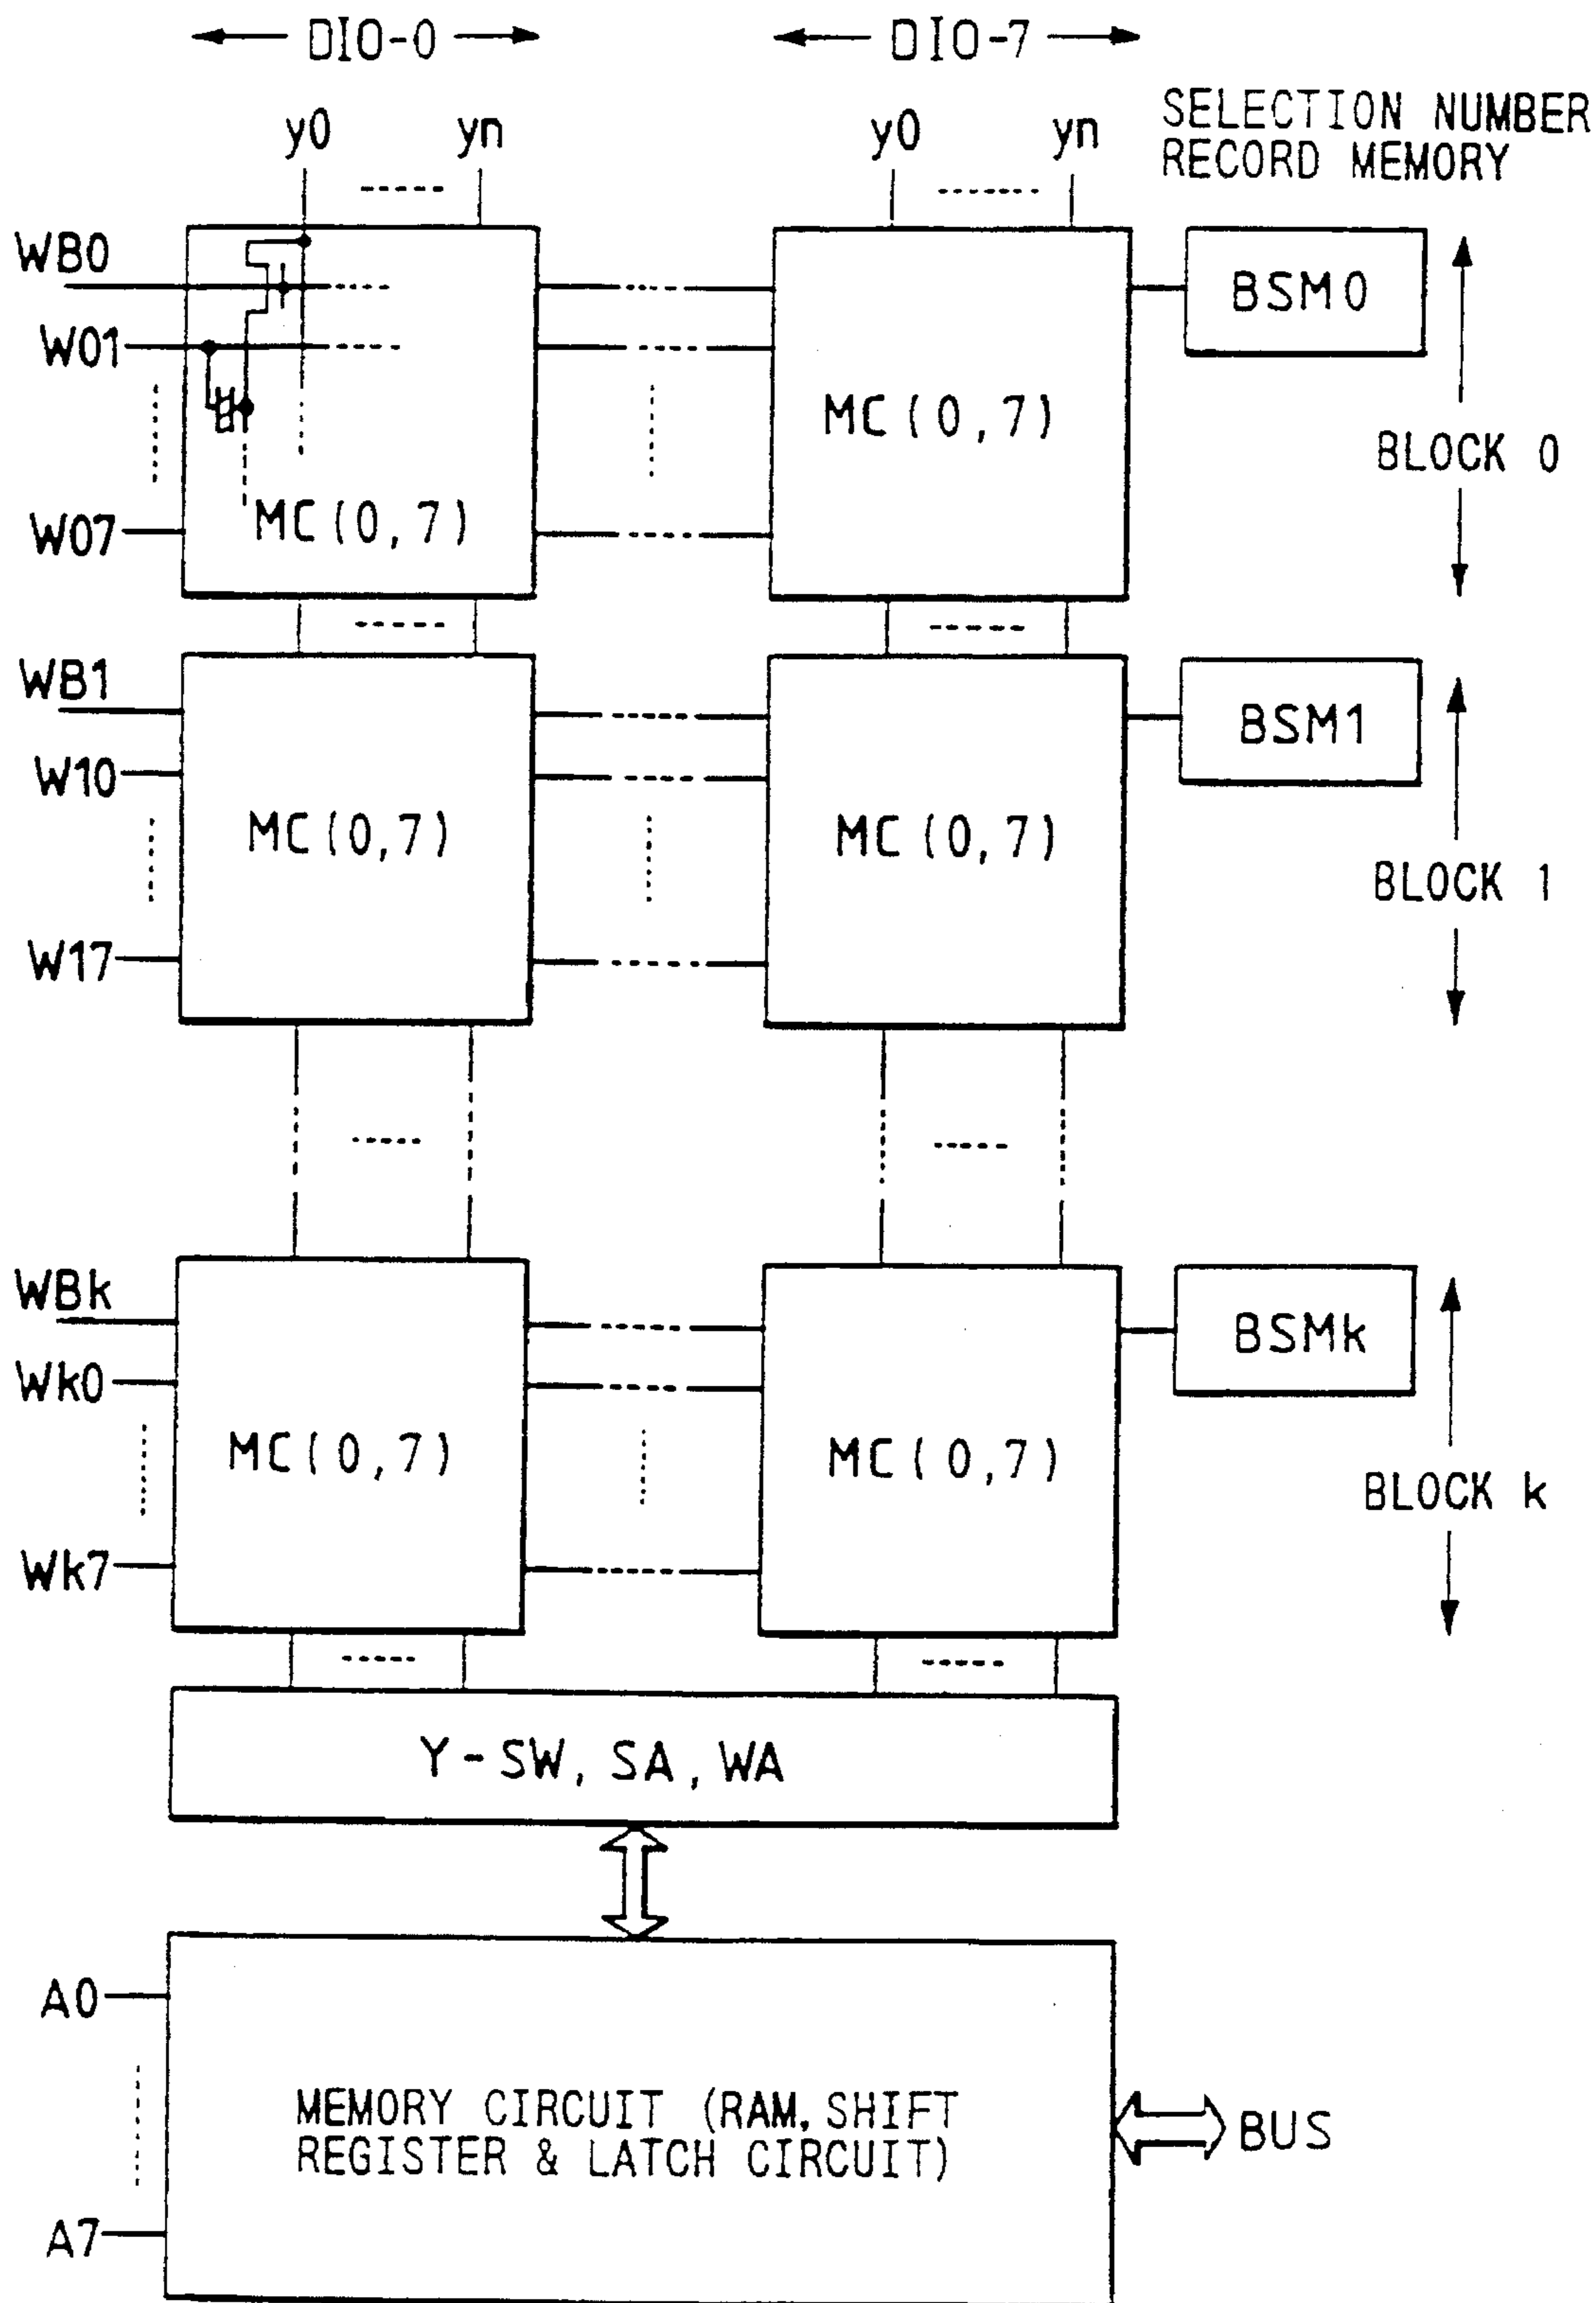 DIO-0
DIO-7
y0
yn
y0
yn
SELECTION NUMBER
RECORD MEMORY
WB0
W01
W07
MC(0,7)
MC(0,7)
BSM0
BLOCK 0
WB1
W10
W17
MC(0,7)
MC(0,7)
BSM1
BLOCK 1
WBk
Wk0
Wk7
MC(0,7)
MC(0,7)
BSMk
BLOCK k
Y-SW, SA, WA
A0
A7
MEMORY CIRCUIT (RAM, SHIFT
REGISTER & LATCH CIRCUIT)
BUS